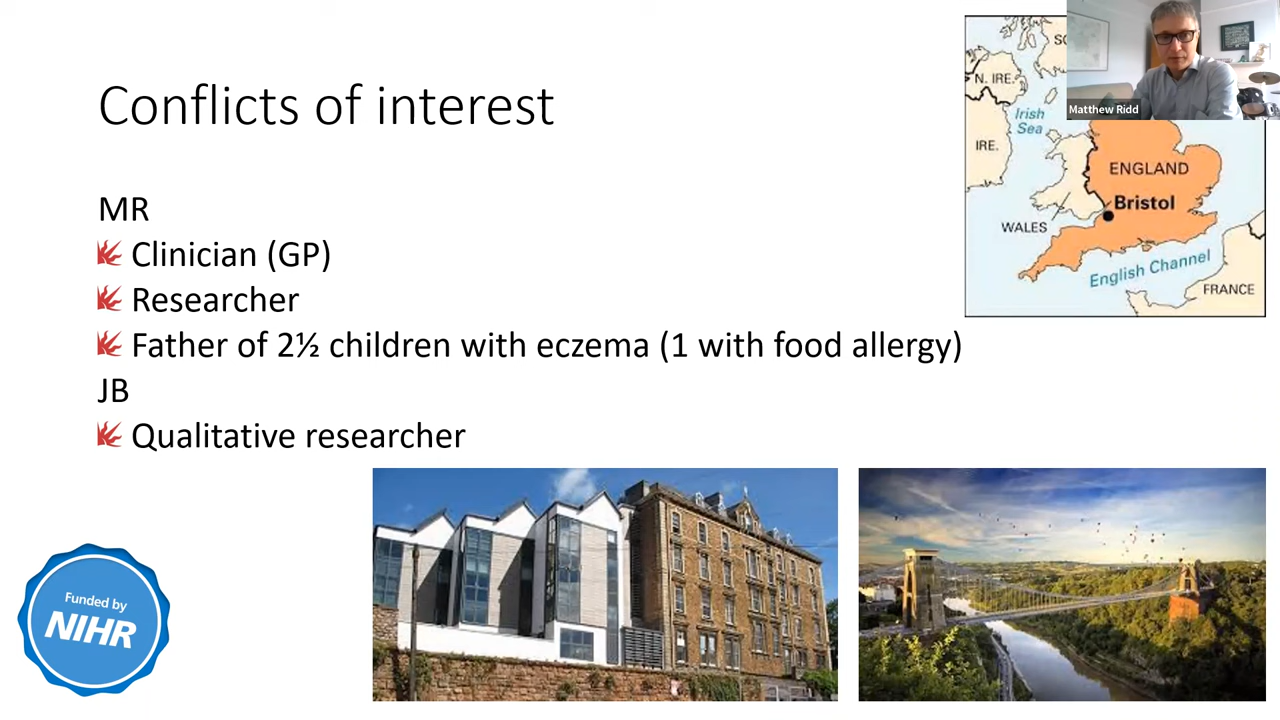 Conflicts of interest
MR
Clinician (GP)
Researcher
Father of 2½ children with eczema (1 with food allergy)
JB
Qualitative researcher
N. IRE.
SC
Irish
Sea
IRE.
ENGLAND
Bristol
WALES
English Channel
FRANCE
Matthew Ridd
Funded by
NIHR